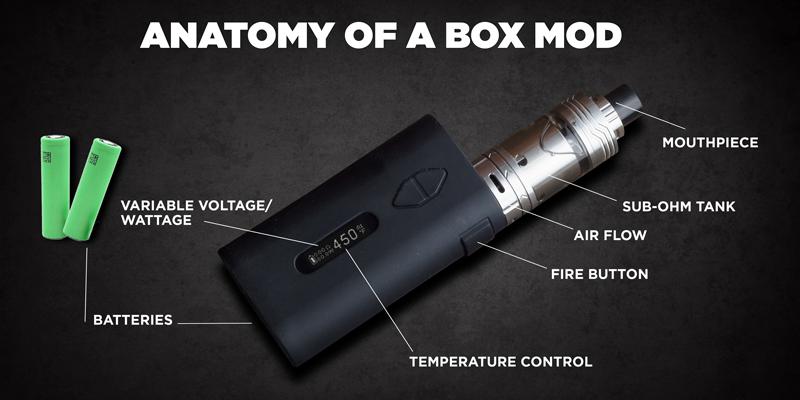 ANATOMY OF A BOX MOD
MOUTHPIECE
VARIABLE VOLTAGE/
WATTAGE
SUB-OHM TANK
AIR FLOW
450
FIRE BUTTON
BATTERIES
TEMPERATURE CONTROL